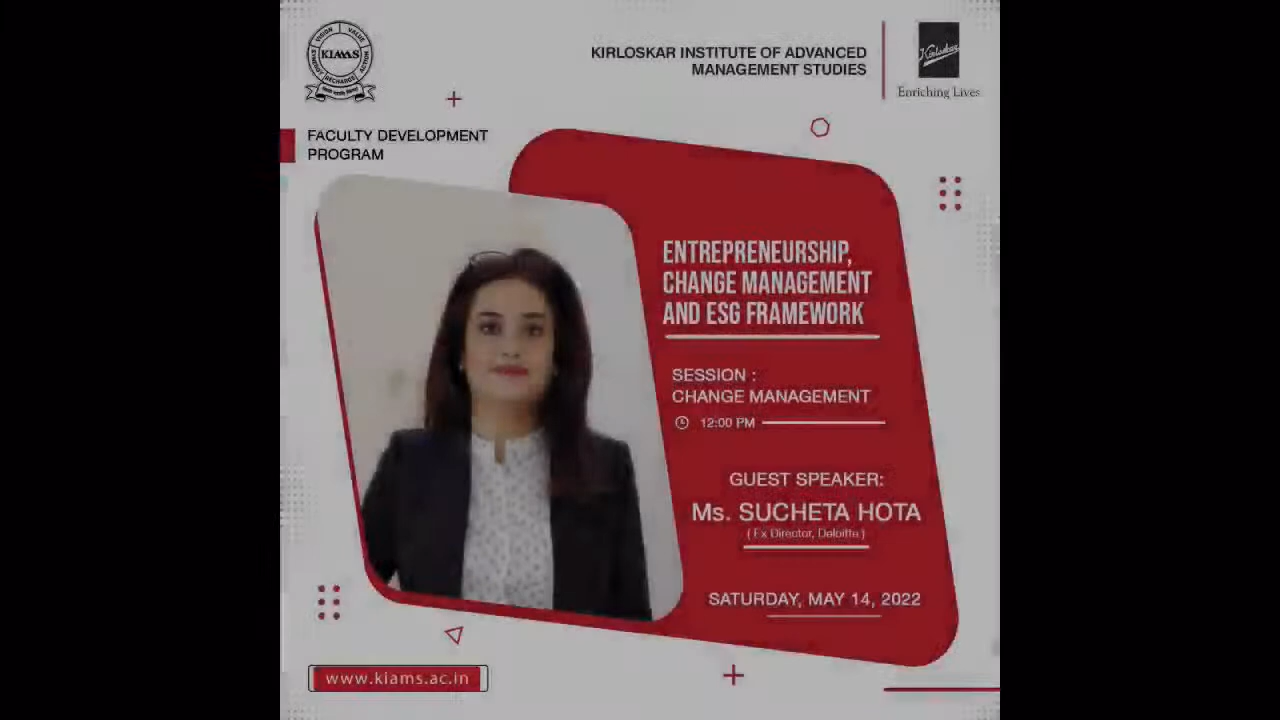 KIAMS
KIRLOSKAR INSTITUTE OF ADVANCED
MANAGEMENT STUDIES
Kirloskar
Enriching Lives
FACULTY DEVELOPMENT
PROGRAM
ENTREPRENEURSHIP,
CHANGE MANAGEMENT
AND ESG FRAMEWORK
SESSION :
CHANGE MANAGEMENT
12:00 PM
GUEST SPEAKER:
Ms. SUCHETA HOTA
( Ex Director, Deloitte )
SATURDAY, MAY 14, 2022
www.kiams.ac.in